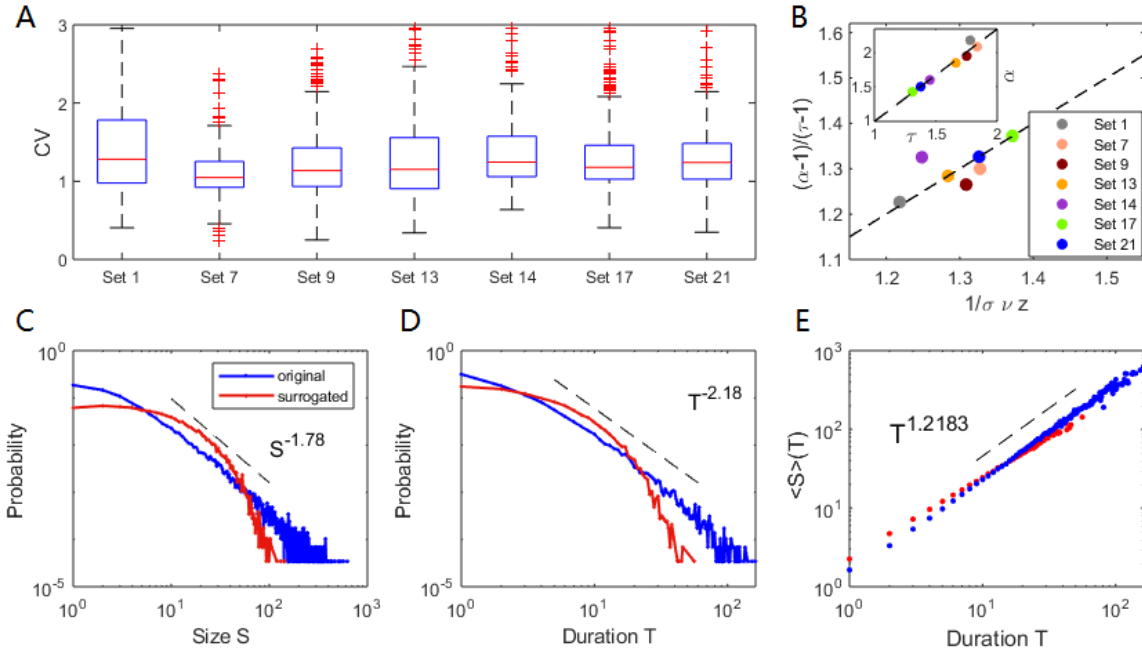 A
3
2
1
0
CV
Set 1
Set 7
Set 9
Set 13
Set 14
Set 17
Set 21
B
1.6
1.5
1.4
1.3
1.2
1.1
(α-1)/(τ-1)
2
1.5
1
α
1
τ
1.5
2
Set 1
Set 7
Set 9
Set 13
Set 14
Set 17
Set 21
1.2
1.3
1.4
1.5
1/σ ν z
C
10^0
10^-5
Probability
original
surrogated
S^-1.78
10^0
10^1
10^2
10^3
Size S
D
10^0
10^-5
Probability
T^-2.18
10^0
10^1
10^2
Duration T
E
10^3
10^2
10^1
10^0
<S>(T)
T^1.2183
10^0
10^1
10^2
Duration T